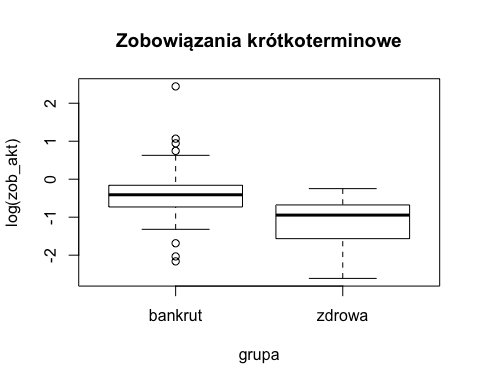 Zobowiązania krótkoterminowe
log(zob_akt)
2
1
0
-1
-2
bankrut zdrowa
grupa